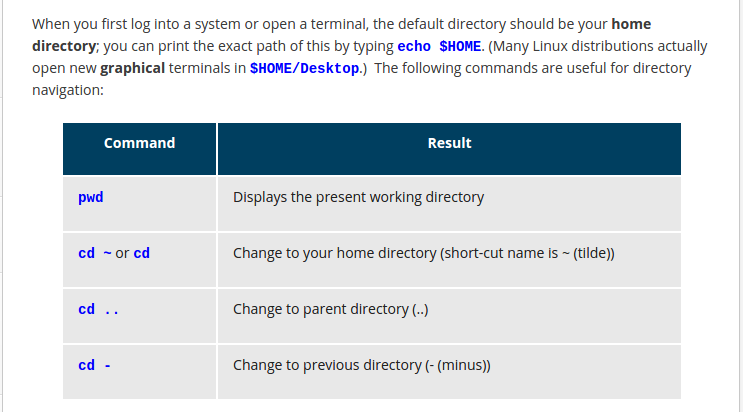 When you first log into a system or open a terminal, the default directory should be your home
directory; you can print the exact path of this by typing echo $HOME. (Many Linux distributions actually
open new graphical terminals in $HOME/Desktop.) The following commands are useful for directory
navigation:
Command Result
pwd Displays the present working directory
cd ~ or cd Change to your home directory (short-cut name is ~ (tilde))
cd .. Change to parent directory (..)
cd - Change to previous directory (- (minus))